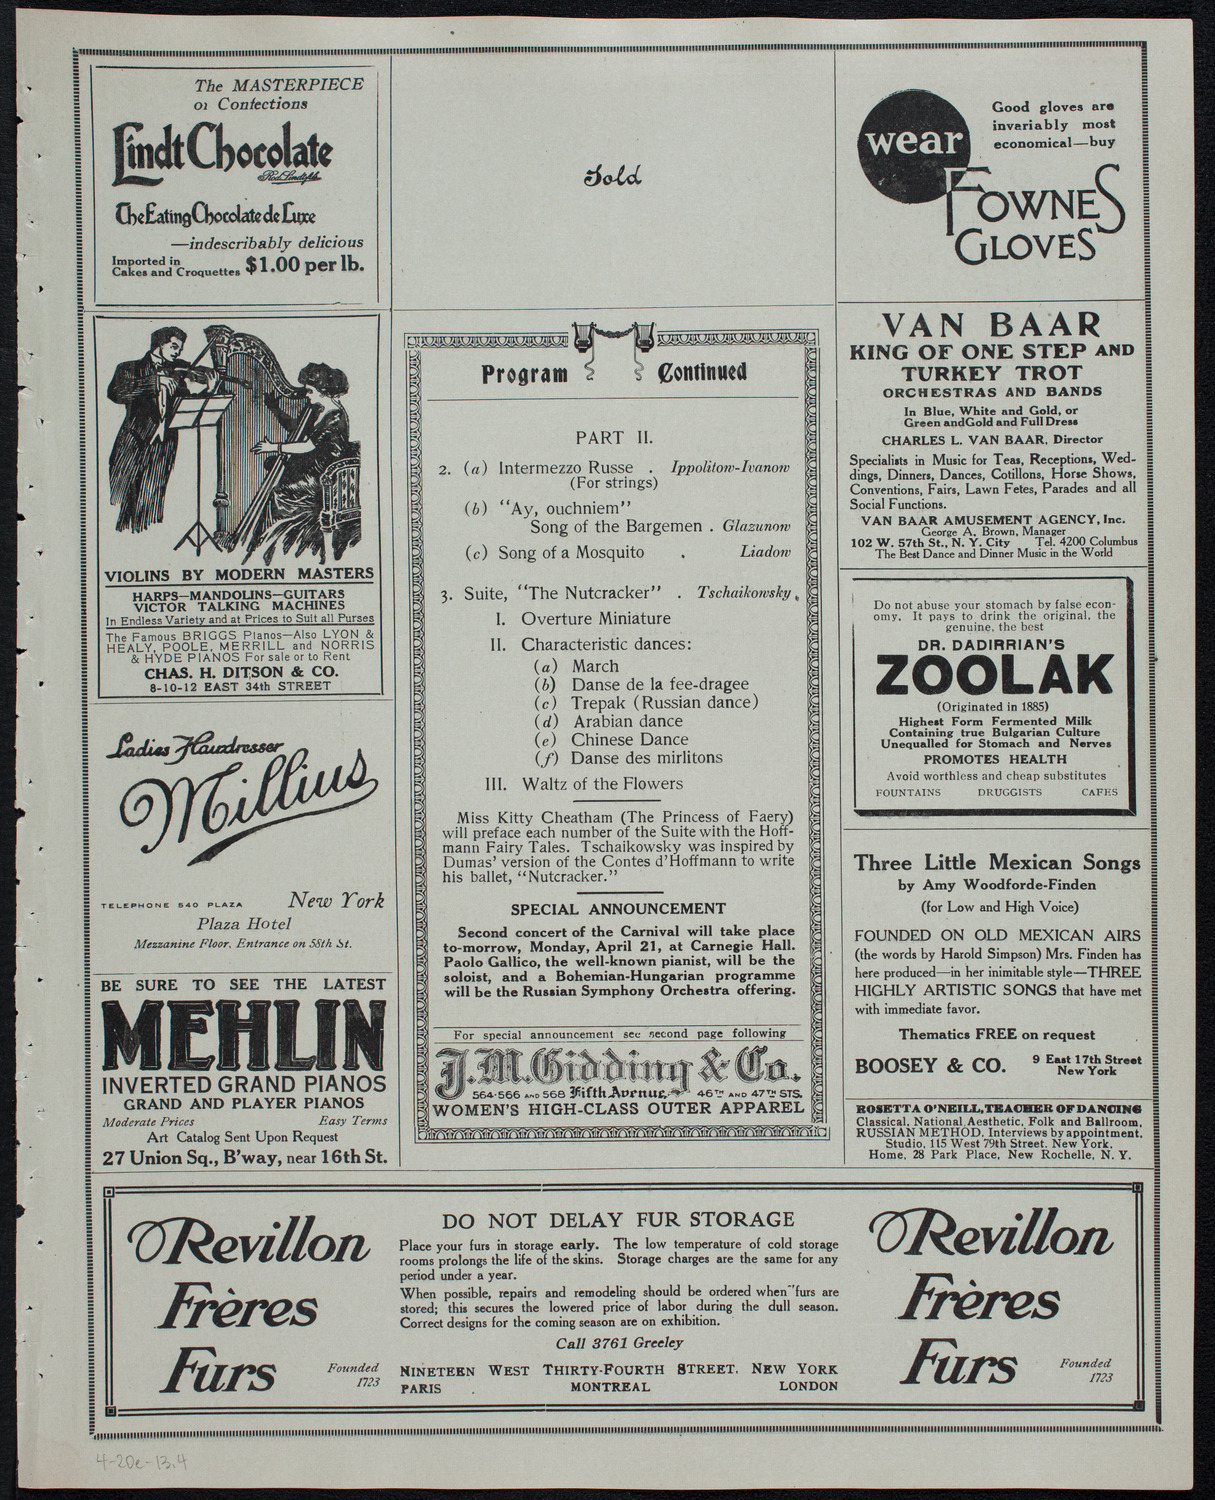 The MASTERPIECE
of Confections
Lindt Chocolate
Rod. Lindt fils
The Eating Chocolate de Luxe
—indescribably delicious
Imported in
Cakes and Croquettes $1.00 per lb.
VIOLINS BY MODERN MASTERS
HARPS—MANDOLINS—GUITARS
VICTOR TALKING MACHINES
In Endless Variety and at Prices to Suit all Purses
The Famous BRIGGS Pianos—Also LYON &
HEALY, POOLE, MERRILL and NORRIS
& HYDE PIANOS For sale or to Rent
CHAS. H. DITSON & CO.
8-10-12 EAST 34th STREET
Ladies Hairdresser
Millius
TELEPHONE 540 PLAZA New York
Plaza Hotel
Mezzanine Floor, Entrance on 58th St.
BE SURE TO SEE THE LATEST
MEHLIN
INVERTED GRAND PIANOS
GRAND AND PLAYER PIANOS
Moderate Prices Easy Terms
Art Catalog Sent Upon Request
27 Union Sq., B'way, near 16th St.
Sold
Program Continued
PART II.
2. (a) Intermezzo Russe . Ippolitow-Ivanow
(For strings)
(b) "Ay, ouchniem"
Song of the Bargemen . Glazunow
(c) Song of a Mosquito . Liadow
3. Suite, "The Nutcracker" . Tschaikowsky.
I. Overture Miniature
II. Characteristic dances:
(a) March
(b) Danse de la fee-dragee
(c) Trepak (Russian dance)
(d) Arabian dance
(e) Chinese Dance
(f) Danse des mirlitons
III. Waltz of the Flowers
Miss Kitty Cheatham (The Princess of Faery)
will preface each number of the Suite with the Hoff-
mann Fairy Tales. Tschaikowsky was inspired by
Dumas' version of the Contes d'Hoffmann to write
his ballet, "Nutcracker."
SPECIAL ANNOUNCEMENT
Second concert of the Carnival will take place
to-morrow, Monday, April 21, at Carnegie Hall.
Paolo Gallico, the well-known pianist, will be the
soloist, and a Bohemian-Hungarian programme
will be the Russian Symphony Orchestra offering.
For special announcement see second page following
J. M. Gidding & Co.
564-566 AND 568 Fifth Avenue 46TH AND 47TH STS.
WOMEN'S HIGH-CLASS OUTER APPAREL
wear
Good gloves are
invariably most
economical—buy
FOWNES
GLOVES
VAN BAAR
KING OF ONE STEP AND
TURKEY TROT
ORCHESTRAS AND BANDS
In Blue, White and Gold, or
Green and Gold and Full Dress
CHARLES L. VAN BAAR, Director
Specialists in Music for Teas, Receptions, Wed-
dings, Dinners, Dances, Cotillons, Horse Shows,
Conventions, Fairs, Lawn Fetes, Parades and all
Social Functions.
VAN BAAR AMUSEMENT AGENCY, Inc.
George A. Brown, Manager
102 W. 57th St., N. Y. City Tel. 4200 Columbus
The Best Dance and Dinner Music in the World
Do not abuse your stomach by false econ-
omy. It pays to drink the original, the
genuine, the best
DR. DADIRRIAN'S
ZOOLAK
(Originated in 1885)
Highest Form Fermented Milk
Containing true Bulgarian Culture
Unequalled for Stomach and Nerves
PROMOTES HEALTH
Avoid worthless and cheap substitutes
FOUNTAINS DRUGGISTS CAFES
Three Little Mexican Songs
by Amy Woodforde-Finden
(for Low and High Voice)
FOUNDED ON OLD MEXICAN AIRS
(the words by Harold Simpson) Mrs. Finden has
here produced—in her inimitable style—THREE
HIGHLY ARTISTIC SONGS that have met
with immediate favor.
Thematics FREE on request
BOOSEY & CO. 9 East 17th Street
New York
ROSETTA O'NEILL, TEACHER OF DANCING
Classical, National, Aesthetic, Folk and Ballroom,
RUSSIAN METHOD, Interviews by appointment.
Studio, 115 West 79th Street, New York.
Home, 28 Park Place, New Rochelle, N. Y.
Revillon
Frères
Furs
Founded
1723
DO NOT DELAY FUR STORAGE
Place your furs in storage early. The low temperature of cold storage
rooms prolongs the life of the skins. Storage charges are the same for any
period under a year.
When possible, repairs and remodeling should be ordered when furs are
stored; this secures the lowered price of labor during the dull season.
Correct designs for the coming season are on exhibition.
Call 3761 Greeley
NINETEEN WEST THIRTY-FOURTH STREET, NEW YORK
PARIS MONTREAL LONDON
Revillon
Frères
Furs
Founded
1723
4-20e-13.4